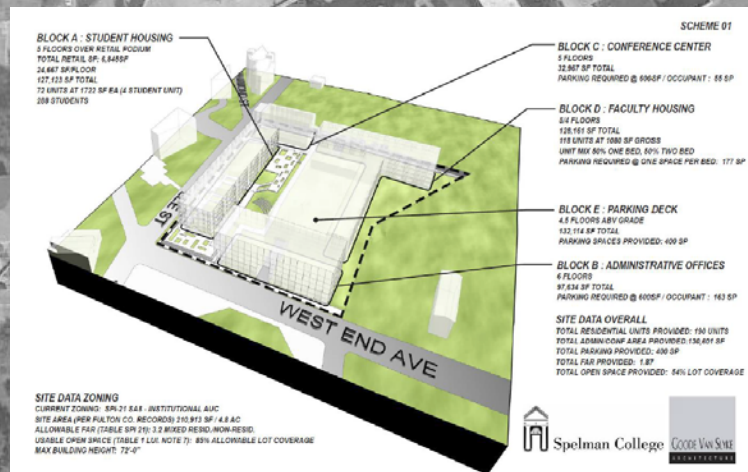 SCHEME 01
BLOCK A : STUDENT HOUSING
5 FLOORS OVER RETAIL PODIUM
TOTAL RETAIL SF: 6,845SF
24,667 SF/FLOOR
127,123 SF TOTAL
72 UNITS AT 1722 SF EA (4 STUDENT UNIT)
288 STUDENTS
BLOCK C : CONFERENCE CENTER
5 FLOORS
32,967 SF TOTAL
PARKING REQUIRED @ 600SF / OCCUPANT : 55 SP
BLOCK D : FACULTY HOUSING
5/4 FLOORS
128,161 SF TOTAL
118 UNITS AT 1080 SF GROSS
UNIT MIX 50% ONE BED, 50% TWO BED
PARKING REQUIRED @ ONE SPACE PER BED: 177 SP
BLOCK E : PARKING DECK
4.5 FLOORS ABV GRADE
132,114 SF TOTAL
PARKING SPACES PROVIDED: 400 SP
BLOCK B : ADMINISTRATIVE OFFICES
6 FLOORS
97,634 SF TOTAL
PARKING REQUIRED @ 600SF / OCCUPANT : 163 SP
WEST END AVE
SITE DATA OVERALL
TOTAL RESIDENTIAL UNITS PROVIDED: 190 UNITS
TOTAL ADMIN/CONF AREA PROVIDED:130,601 SF
TOTAL PARKING PROVIDED: 400 SP
TOTAL FAR PROVIDED: 1.87
TOTAL OPEN SPACE PROVIDED: 54% LOT COVERAGE
SITE DATA ZONING
CURRENT ZONING: SPI-21 SA8 - INSTITUTIONAL AUC
SITE AREA (PER FULTON CO. RECORDS) 210,913 SF / 4.8 AC
ALLOWABLE FAR (TABLE SPI 21): 3.2 MIXED RESID./NON-RESID.
USABLE OPEN SPACE (TABLE 1 LUI, NOTE 7): 85% ALLOWABLE LOT COVERAGE
MAX BUILDING HEIGHT: 72'-0"
Spelman College
GOODE VAN SLYKE
ARCHITECTURE